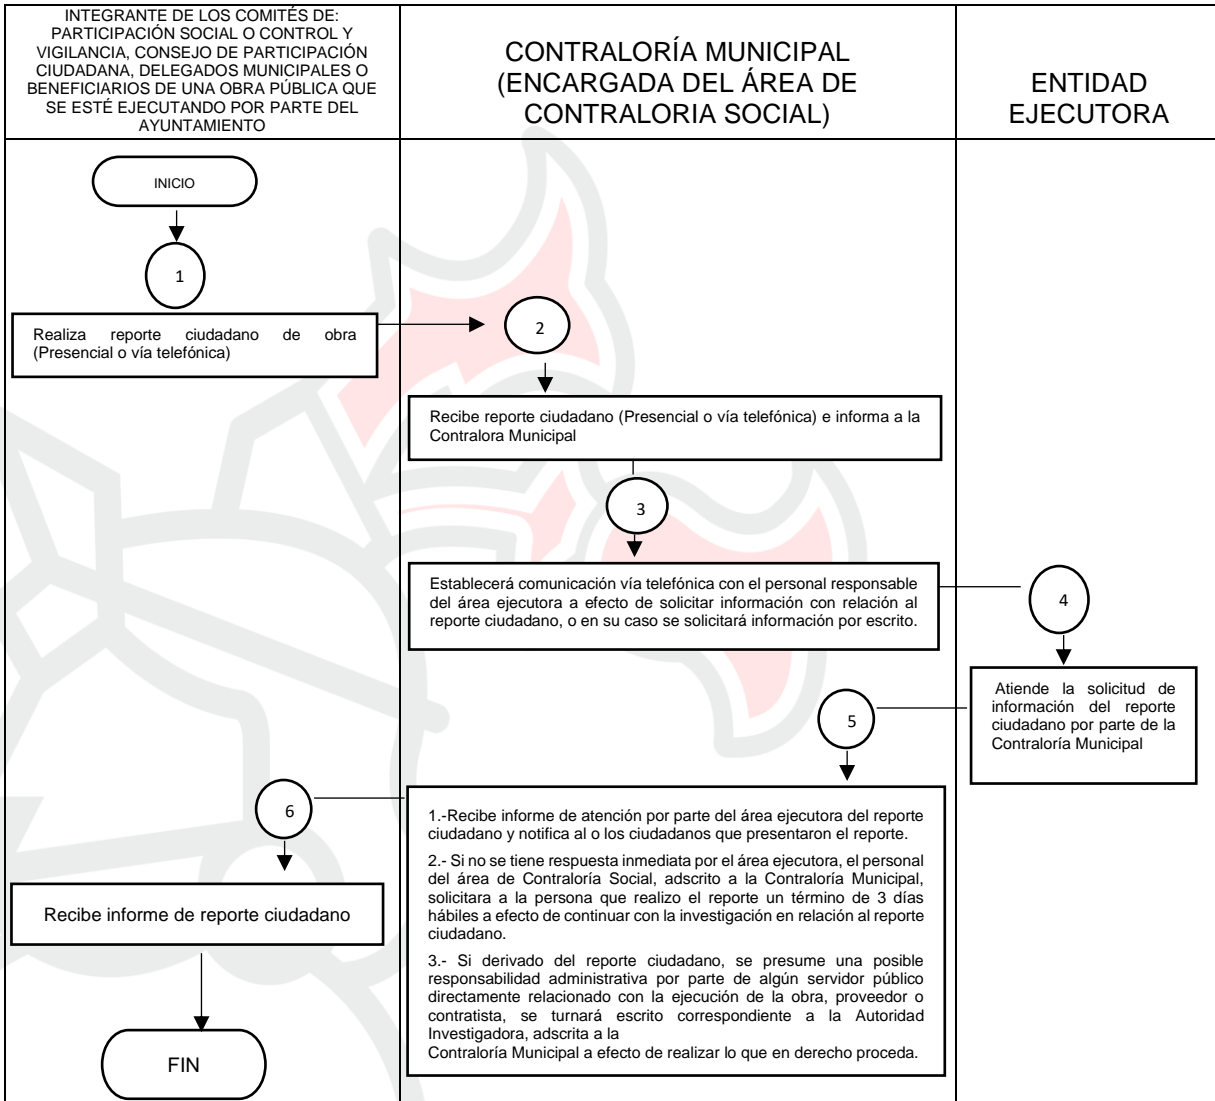 INTEGRANTE DE LOS COMITÉS DE:
PARTICIPACIÓN SOCIAL O CONTROL Y
VIGILANCIA, CONSEJO DE PARTICIPACIÓN
CIUDADANA, DELEGADOS MUNICIPALES O
BENEFICIARIOS DE UNA OBRA PÚBLICA QUE
SE ESTÉ EJECUTANDO POR PARTE DEL
AYUNTAMIENTO
CONTRALORÍA MUNICIPAL
(ENCARGADA DEL ÁREA DE
CONTRALORIA SOCIAL)
ENTIDAD
EJECUTORA
INICIO
1
Realiza reporte ciudadano de obra
(Presencial o vía telefónica)
2
Recibe reporte ciudadano (Presencial o vía telefónica) e informa a la
Contralora Municipal
3
Establecerá comunicación vía telefónica con el personal responsable
del área ejecutora a efecto de solicitar información con relación al
reporte ciudadano, o en su caso se solicitará información por escrito.
4
Atiende la solicitud de
información del reporte
ciudadano por parte de la
Contraloría Municipal
5
1.-Recibe informe de atención por parte del área ejecutora del reporte
ciudadano y notifica al o los ciudadanos que presentaron el reporte.
2.- Si no se tiene respuesta inmediata por el área ejecutora, el personal
del área de Contraloría Social, adscrito a la Contraloría Municipal,
solicitara a la persona que realizo el reporte un término de 3 días
hábiles a efecto de continuar con la investigación en relación al reporte
ciudadano.
3.- Si derivado del reporte ciudadano, se presume una posible
responsabilidad administrativa por parte de algún servidor público
directamente relacionado con la ejecución de la obra, proveedor o
contratista, se turnará escrito correspondiente a la Autoridad
Investigadora, adscrita a la
Contraloría Municipal a efecto de realizar lo que en derecho proceda.
6
Recibe informe de reporte ciudadano
FIN